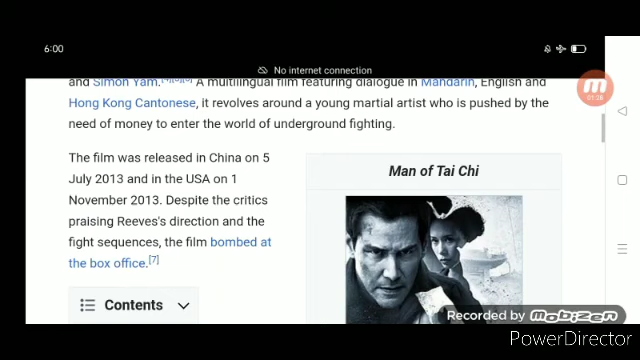 6:00
No internet connection
and Simon Yam. A multilingual film featuring dialogue in Mandarin, English and
Hong Kong Cantonese, it revolves around a young martial artist who is pushed by the
need of money to enter the world of underground fighting.
The film was released in China on 5
July 2013 and in the USA on 1
November 2013. Despite the critics
praising Reeves's direction and the
fight sequences, the film bombed at
the box office.[7]
Contents
Man of Tai Chi
01:28
Recorded by MOBIZEN
PowerDirector